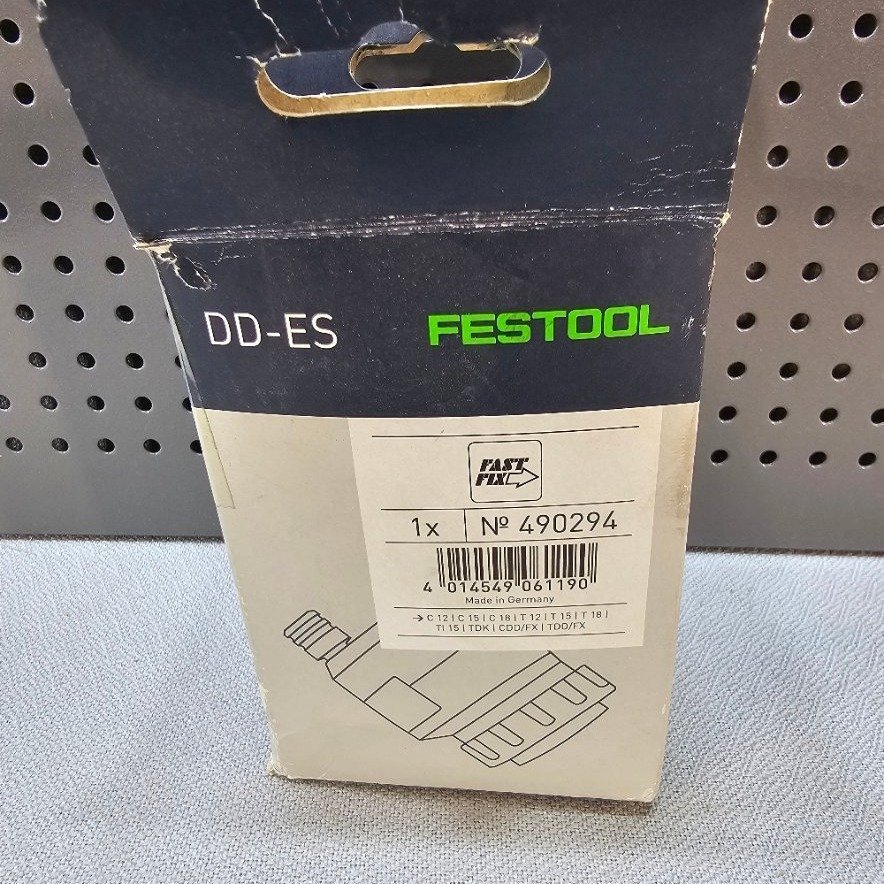 DD-ES FESTOOL
FAST
FIX
1x № 490294
4 014549 061190
Made in Germany
→ C 12 | C 15 | C 18 | T 12 | T 15 | T 18 |
TI 15 | TDK | CDD/FX | TDD/FX